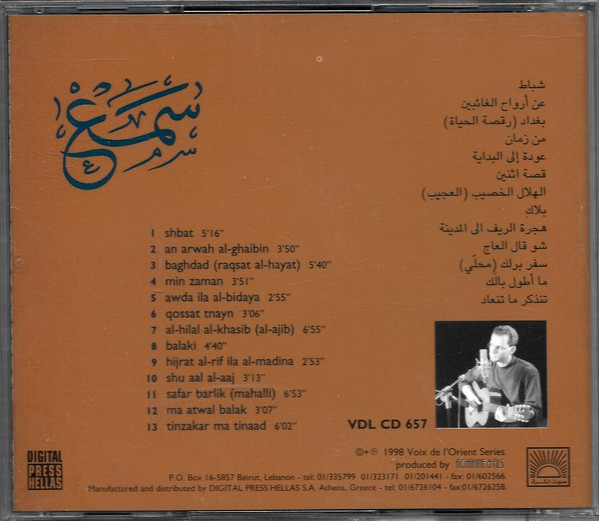 سمع
شباط
عن أرواح الغائبين
بغداد (رقصة الحياة)
من زمان
عودة إلى البداية
قصة اثنين
الهلال الخصيب (العجيب)
بلاكِ
هجرة الريف الى المدينة
شو قال العاج
سفر برلك (محلّي)
ما أطول بالك
تتذكر ما تنعاد
1 shbat 5'16"
2 an arwah al-ghaibin 3'50"
3 baghdad (raqsat al-hayat) 5'40"
4 min zaman 3'51"
5 awda ila al-bidaya 2'55"
6 qossat tnayn 3'06"
7 al-hilal al-khasib (al-ajib) 6'55"
8 balaki 4'40"
9 hijrat al-rif ila al-madina 2'53"
10 shu aal al-aaj 3'13"
11 safar barlik (mahalli) 6'53"
12 ma atwal balak 3'07"
13 tinzakar ma tinaad 6'02"
VDL CD 657
DIGITAL
PRESS
HELLAS
©+℗ 1998 Voix de l'Orient Series
produced by
P.O. Box 16-5857 Beirut, Lebanon - tel: 01/335799 01/323171 01/201441 - fax: 01/602566.
Manufactured and distributed by DIGITAL PRESS HELLAS S.A. Athens, Greece - tel: 01/6726104 - fax:01/6726258.
صوت الشرق